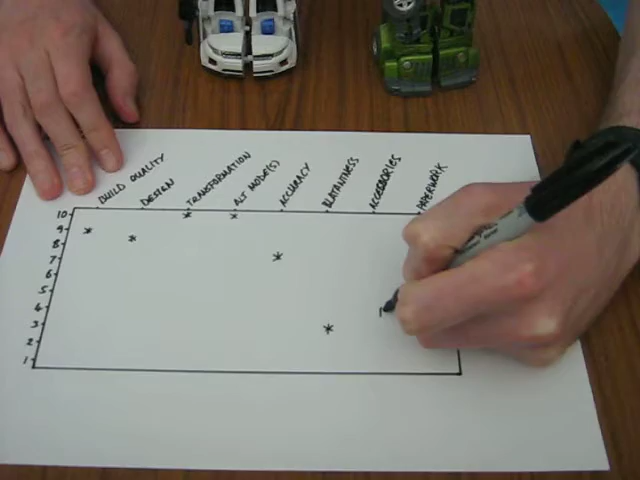 BUILD QUALITY
DESIGN
TRANSFORMATION
ALT MODE(S)
ACCURACY
BLATANTNESS
ACCESSORIES
PAPERWORK
10
9
8
7
6
5
4
3
2
1